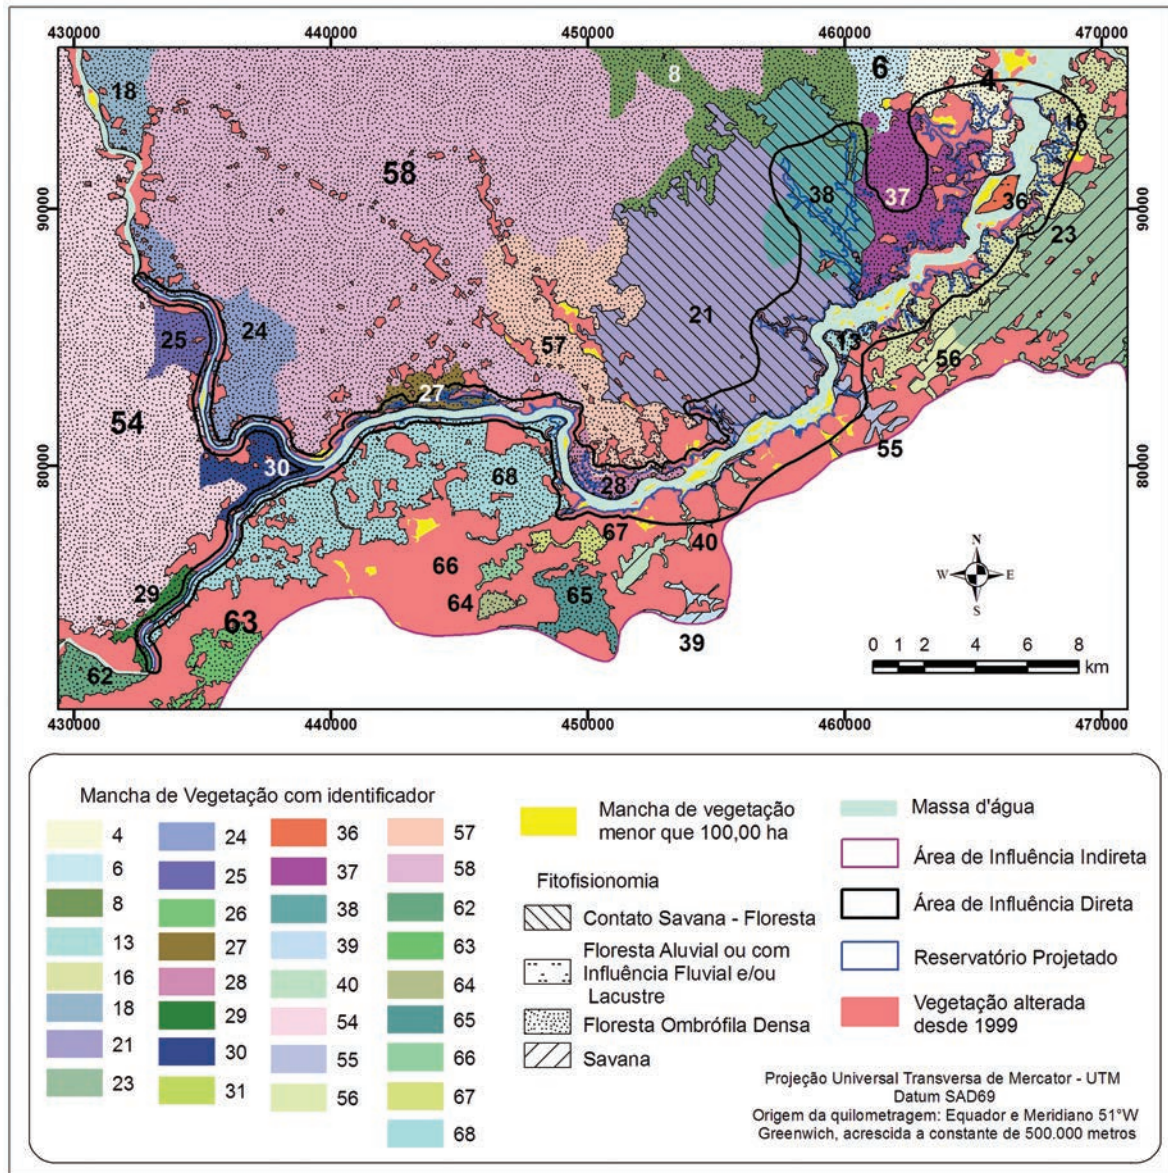 430000 440000 450000 460000 470000
8
6
4
18
16
58
90000
90000
38
37
36
23
25
24
21
57
13
56
27
54
55
30
80000
80000
68
28
67
40
66
29
64
65
63
39
62
N
W E
S
0 1 2 4 6 8
km
430000 440000 450000 460000 470000
Mancha de Vegetação com identificador
4
6
8
13
16
18
21
23
24
25
26
27
28
29
30
31
36
37
38
39
40
54
55
56
57
58
62
63
64
65
66
67
68
Mancha de vegetação
menor que 100,00 ha
Fitofisionomia
Contato Savana - Floresta
Floresta Aluvial ou com
Influência Fluvial e/ou
Lacustre
Floresta Ombrófila Densa
Savana
Massa d'água
Área de Influência Indireta
Área de Influência Direta
Reservatório Projetado
Vegetação alterada
desde 1999
Projeção Universal Transversa de Mercator - UTM
Datum SAD69
Origem da quilometragem: Equador e Meridiano 51°W
Greenwich, acrescida a constante de 500.000 metros